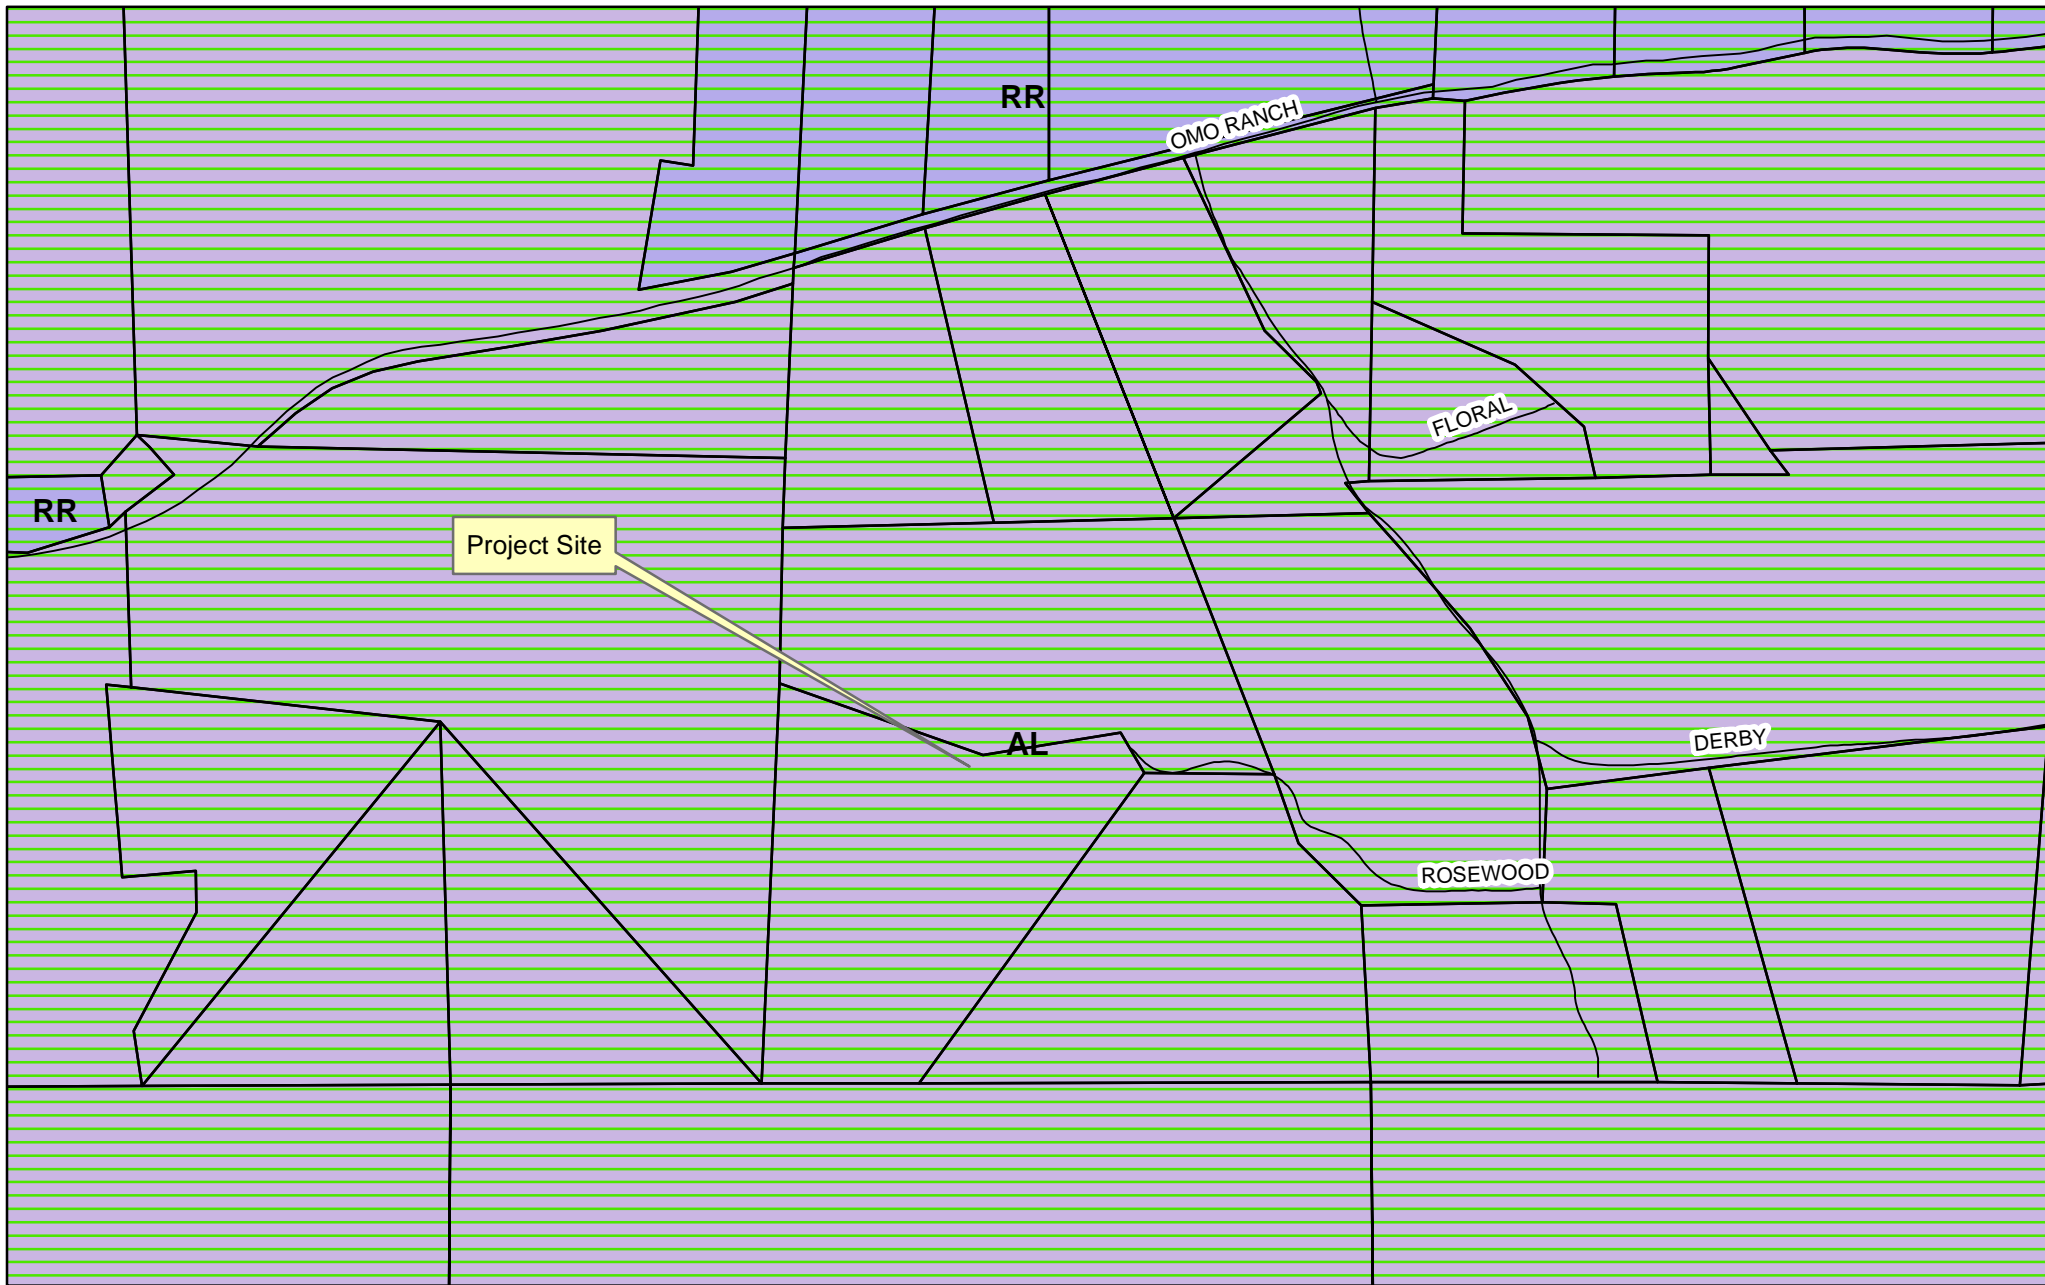 RR
OMO RANCH
FLORAL
RR
Project Site
AL
DERBY
ROSEWOOD